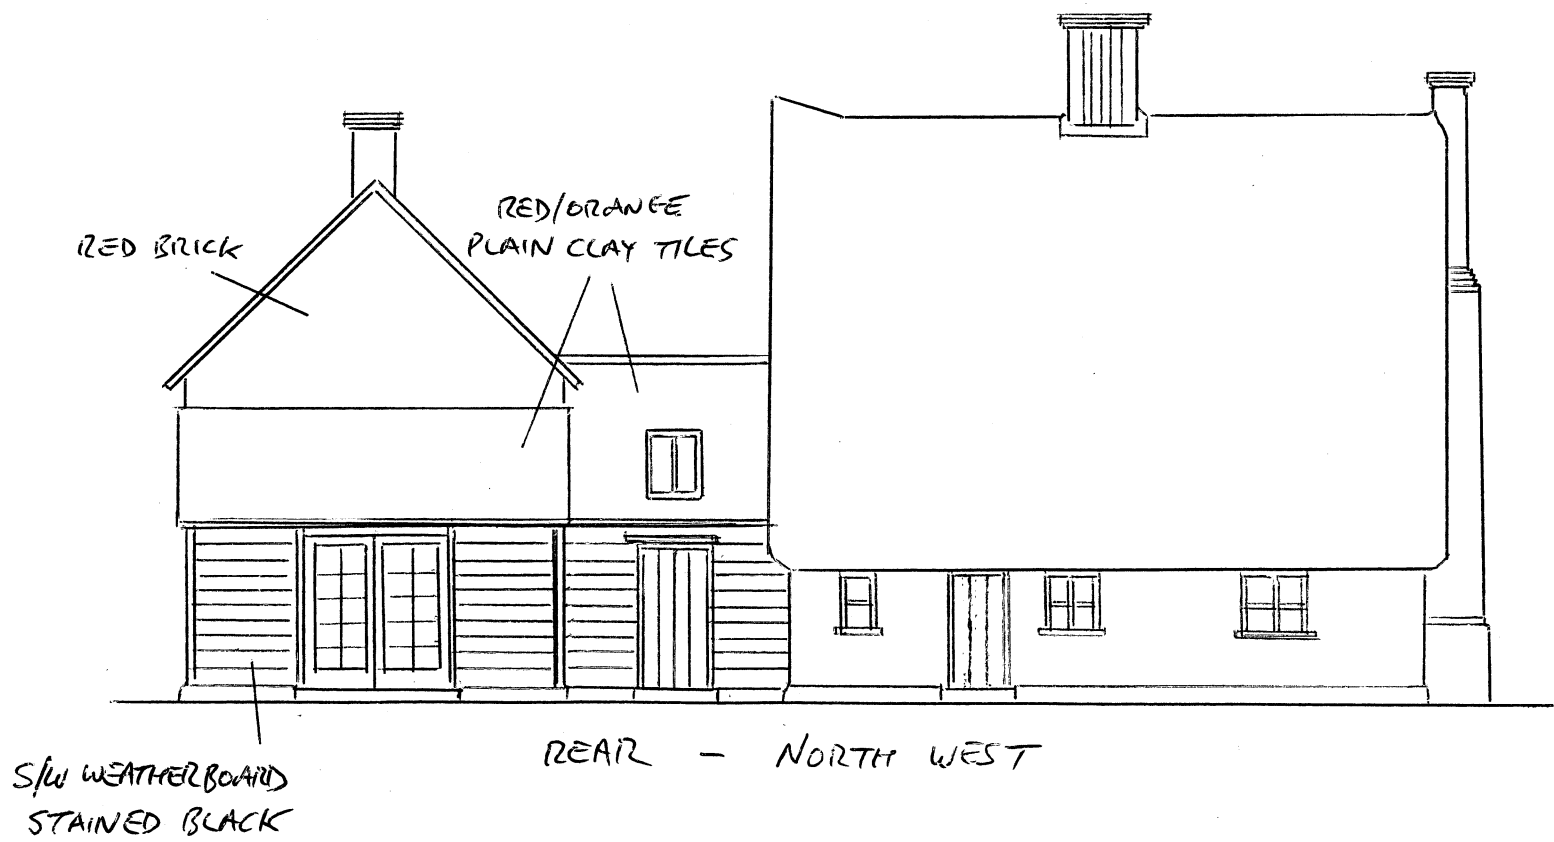 RED/ORANGE
PLAIN CLAY TILES
RED BRICK
S/W WEATHERBOARD
STAINED BLACK
REAR - NORTH WEST